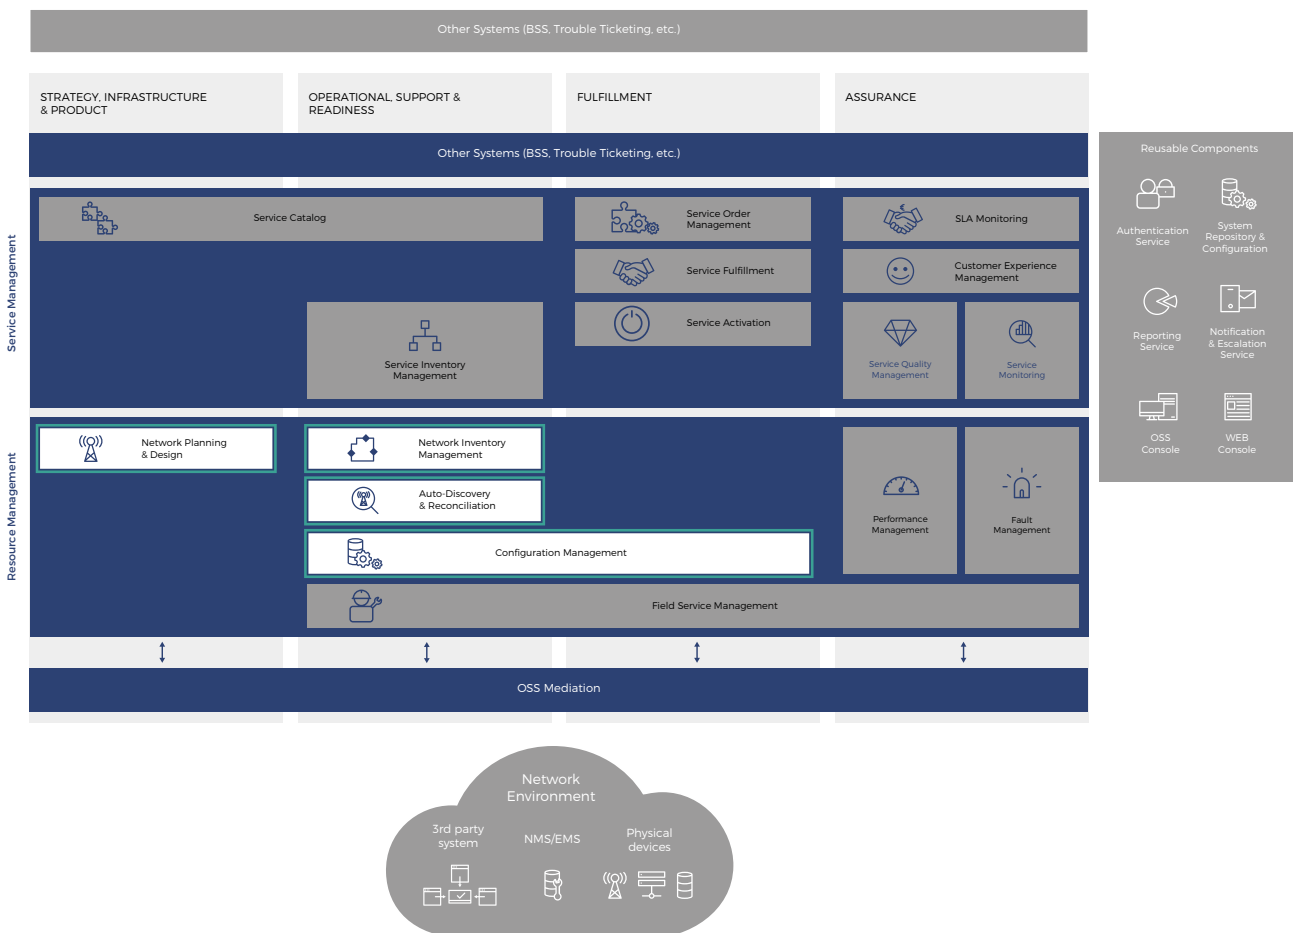 Other Systems (BSS, Trouble Ticketing, etc.)
STRATEGY, INFRASTRUCTURE
& PRODUCT
OPERATIONAL, SUPPORT &
READINESS
FULFILLMENT
ASSURANCE
Other Systems (BSS, Trouble Ticketing, etc.)
Service Management
Service Catalog
Service Order
Management
SLA Monitoring
Service Fulfillment
Customer Experience
Management
Service Inventory
Management
Service Activation
Service Quality
Management
Service
Monitoring
Resource Management
Network Planning
& Design
Network Inventory
Management
Auto-Discovery
& Reconciliation
Configuration Management
Performance
Management
Fault
Management
Field Service Management
OSS Mediation
Reusable Components
Authentication
Service
System
Repository &
Configuration
Reporting
Service
Notification
& Escalation
Service
OSS
Console
WEB
Console
Network
Environment
3rd party
system
NMS/EMS
Physical
devices